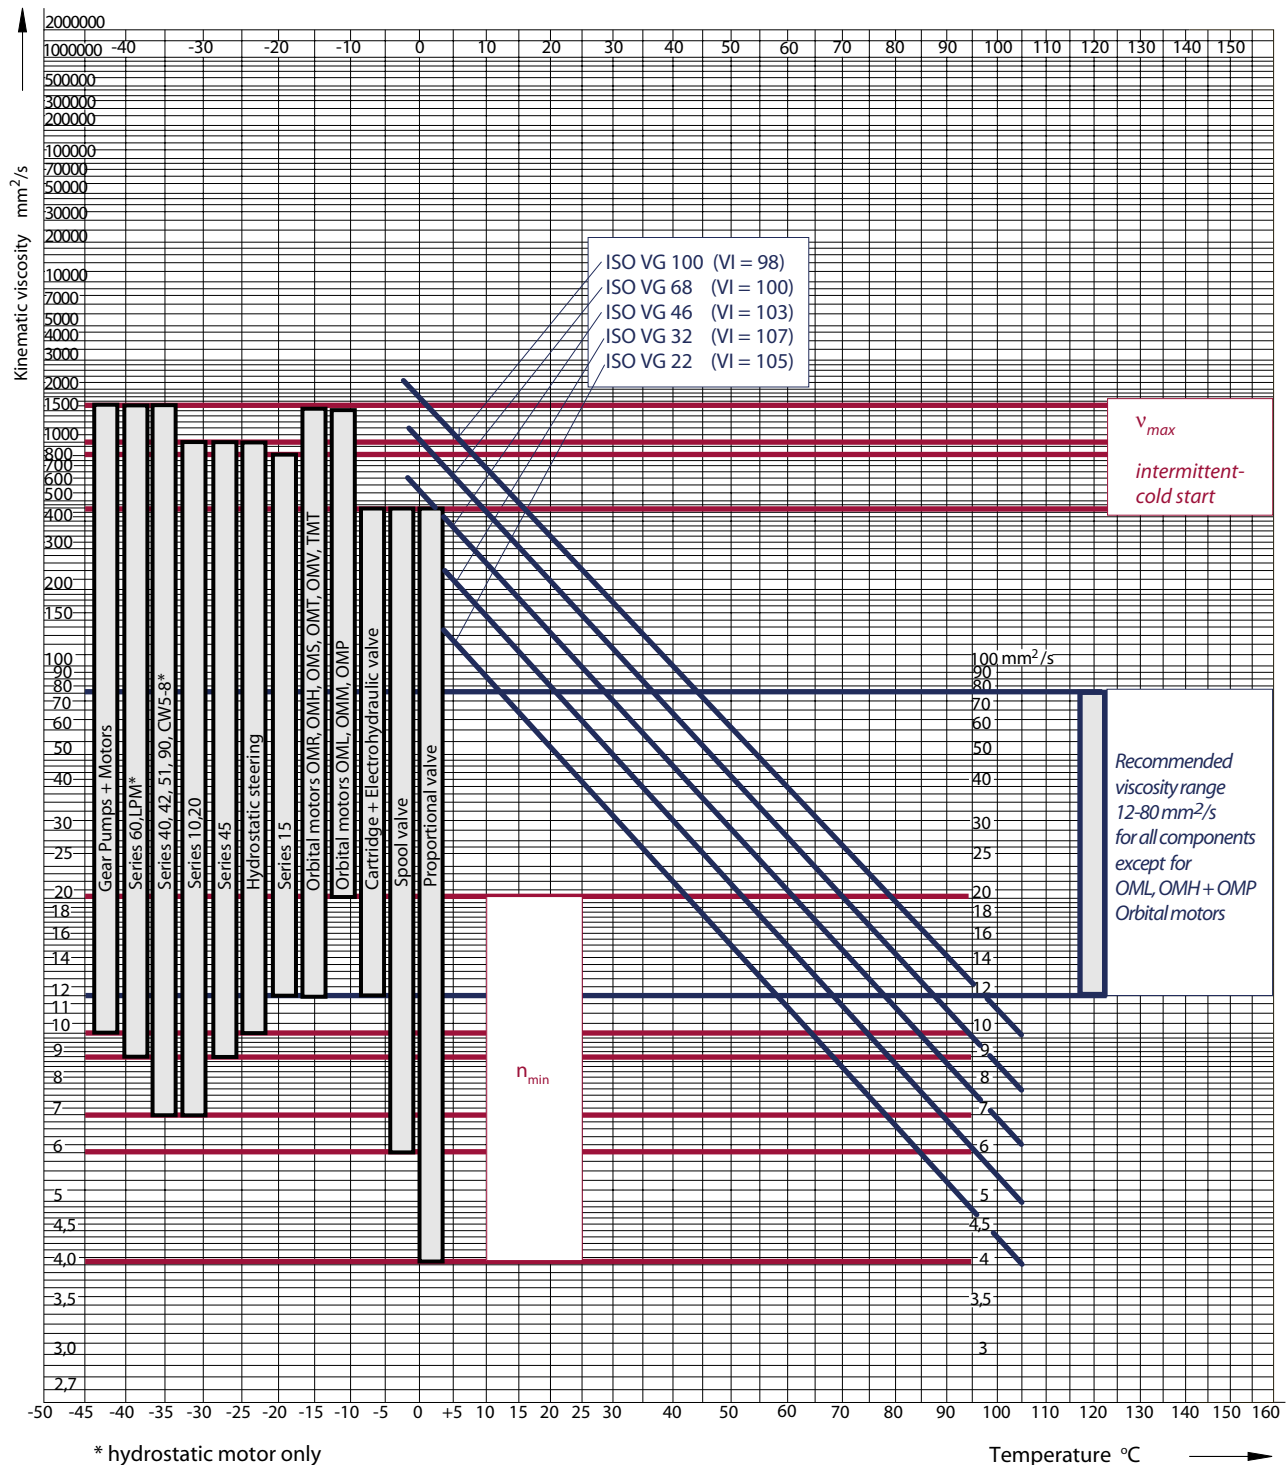 2000000
1000000
500000
300000
200000
100000
70000
50000
30000
20000
10000
7000
5000
4000
3000
2000
1500
1000
800
700
600
500
400
300
200
150
100
90
80
70
60
50
40
30
25
20
18
16
14
12
11
10
9
8
7
6
5
4,5
4,0
3,5
3,0
2,7
Kinematic viscosity mm²/s
-40 -30 -20 -10 0 10 20 30 40 50 60 70 80 90 100 110 120 130 140 150
ISO VG 100 (VI = 98)
ISO VG 68 (VI = 100)
ISO VG 46 (VI = 103)
ISO VG 32 (VI = 107)
ISO VG 22 (VI = 105)
νmax
intermittent-
cold start
Gear Pumps + Motors
Series 60,LPM*
Series 40, 42, 51, 90, CW5-8*
Series 10,20
Series 45
Hydrostatic steering
Series 15
Orbital motors OMR, OMH, OMS, OMT, OMV, TMT
Orbital motors OML, OMM, OMP
Cartridge + Electrohydraulic valve
Spool valve
Proportional valve
nmin
100 mm²/s
90
80
70
60
50
40
30
25
20
18
16
14
12
10
9
8
7
6
5
4,5
4
3,5
3
Recommended
viscosity range
12-80 mm²/s
for all components
except for
OML, OMH + OMP
Orbital motors
-50 -45 -40 -35 -30 -25 -20 -15 -10 -5 0 +5 10 15 20 25 30 40 50 60 70 80 90 100 110 120 130 140 150 160
* hydrostatic motor only
Temperature °C